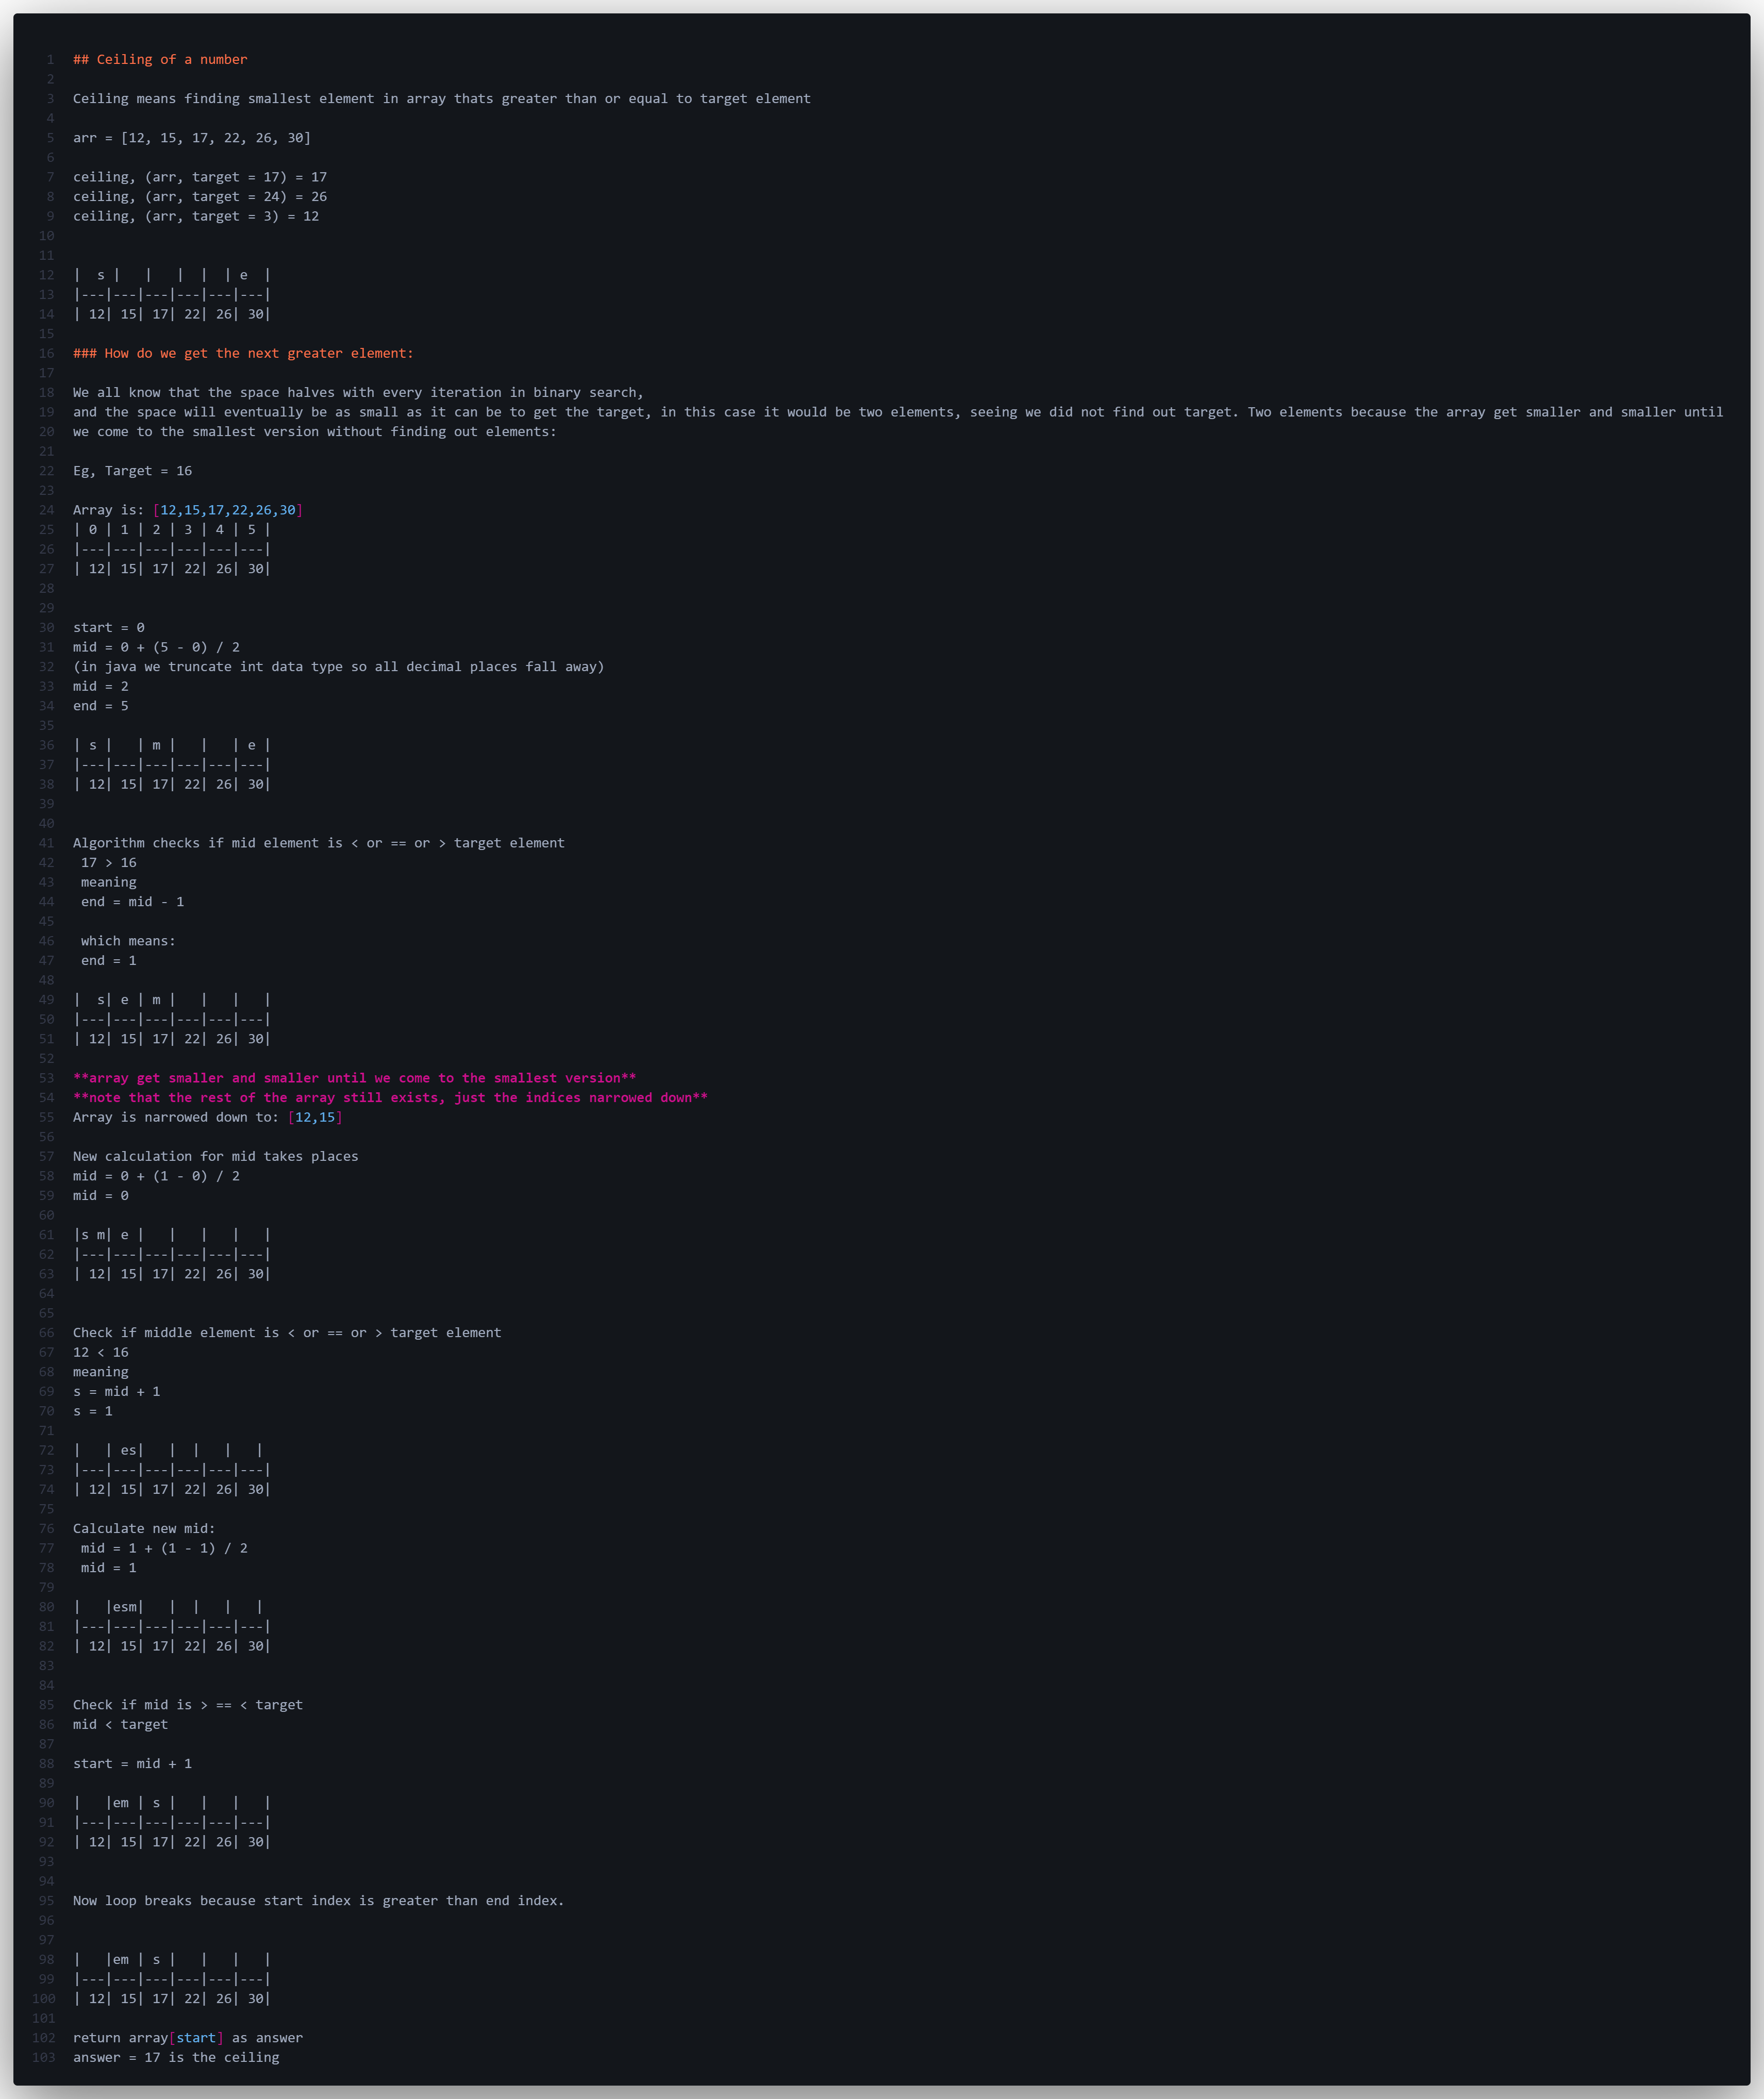 1 ## Ceiling of a number
2
3 Ceiling means finding smallest element in array thats greater than or equal to target element
4
5 arr = [12, 15, 17, 22, 26, 30]
6
7 ceiling, (arr, target = 17) = 17
8 ceiling, (arr, target = 24) = 26
9 ceiling, (arr, target = 3) = 12
10
11
12 |  s |   |   |  |  | e  |
13 |---|---|---|---|---|---|
14 | 12| 15| 17| 22| 26| 30|
15
16 ### How do we get the next greater element:
17
18 We all know that the space halves with every iteration in binary search,
19 and the space will eventually be as small as it can be to get the target, in this case it would be two elements, seeing we did not find out target. Two elements because the array get smaller and smaller until
20 we come to the smallest version without finding out elements:
21
22 Eg, Target = 16
23
24 Array is: [12,15,17,22,26,30]
25 | 0 | 1 | 2 | 3 | 4 | 5 |
26 |---|---|---|---|---|---|
27 | 12| 15| 17| 22| 26| 30|
28
29
30 start = 0
31 mid = 0 + (5 - 0) / 2
32 (in java we truncate int data type so all decimal places fall away)
33 mid = 2
34 end = 5
35
36 | s |   | m |   |   | e |
37 |---|---|---|---|---|---|
38 | 12| 15| 17| 22| 26| 30|
39
40
41 Algorithm checks if mid element is < or == or > target element
42  17 > 16
43  meaning
44  end = mid - 1
45
46  which means:
47  end = 1
48
49 |  s| e | m |   |   |   |
50 |---|---|---|---|---|---|
51 | 12| 15| 17| 22| 26| 30|
52
53 **array get smaller and smaller until we come to the smallest version**
54 **note that the rest of the array still exists, just the indices narrowed down**
55 Array is narrowed down to: [12,15]
56
57 New calculation for mid takes places
58 mid = 0 + (1 - 0) / 2
59 mid = 0
60
61 |s m| e |   |   |   |   |
62 |---|---|---|---|---|---|
63 | 12| 15| 17| 22| 26| 30|
64
65
66 Check if middle element is < or == or > target element
67 12 < 16
68 meaning
69 s = mid + 1
70 s = 1
71
72 |   | es|   |  |   |   |
73 |---|---|---|---|---|---|
74 | 12| 15| 17| 22| 26| 30|
75
76 Calculate new mid:
77  mid = 1 + (1 - 1) / 2
78  mid = 1
79
80 |   |esm|   |  |   |   |
81 |---|---|---|---|---|---|
82 | 12| 15| 17| 22| 26| 30|
83
84
85 Check if mid is > == < target
86 mid < target
87
88 start = mid + 1
89
90 |   |em | s |   |   |   |
91 |---|---|---|---|---|---|
92 | 12| 15| 17| 22| 26| 30|
93
94
95 Now loop breaks because start index is greater than end index.
96
97
98 |   |em | s |   |   |   |
99 |---|---|---|---|---|---|
100 | 12| 15| 17| 22| 26| 30|
101
102 return array[start] as answer
103 answer = 17 is the ceiling